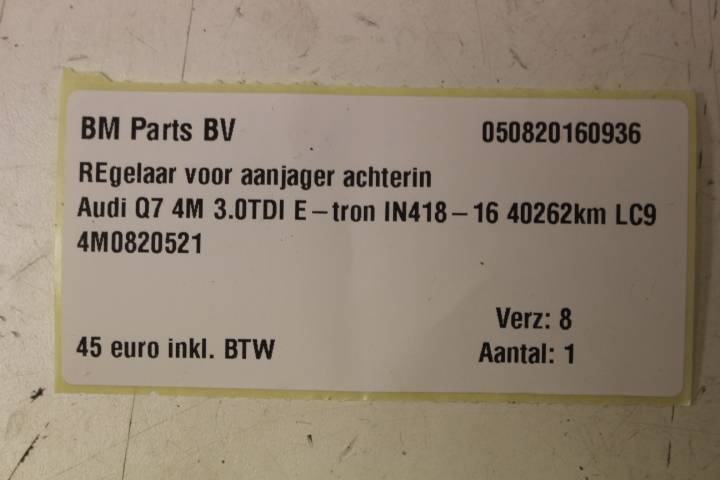 BM Parts BV 050820160936
REgelaar voor aanjager achterin
Audi Q7 4M 3.0TDI E-tron IN418-16 40262km LC9
4M0820521
Verz: 8
45 euro inkl. BTW Aantal: 1